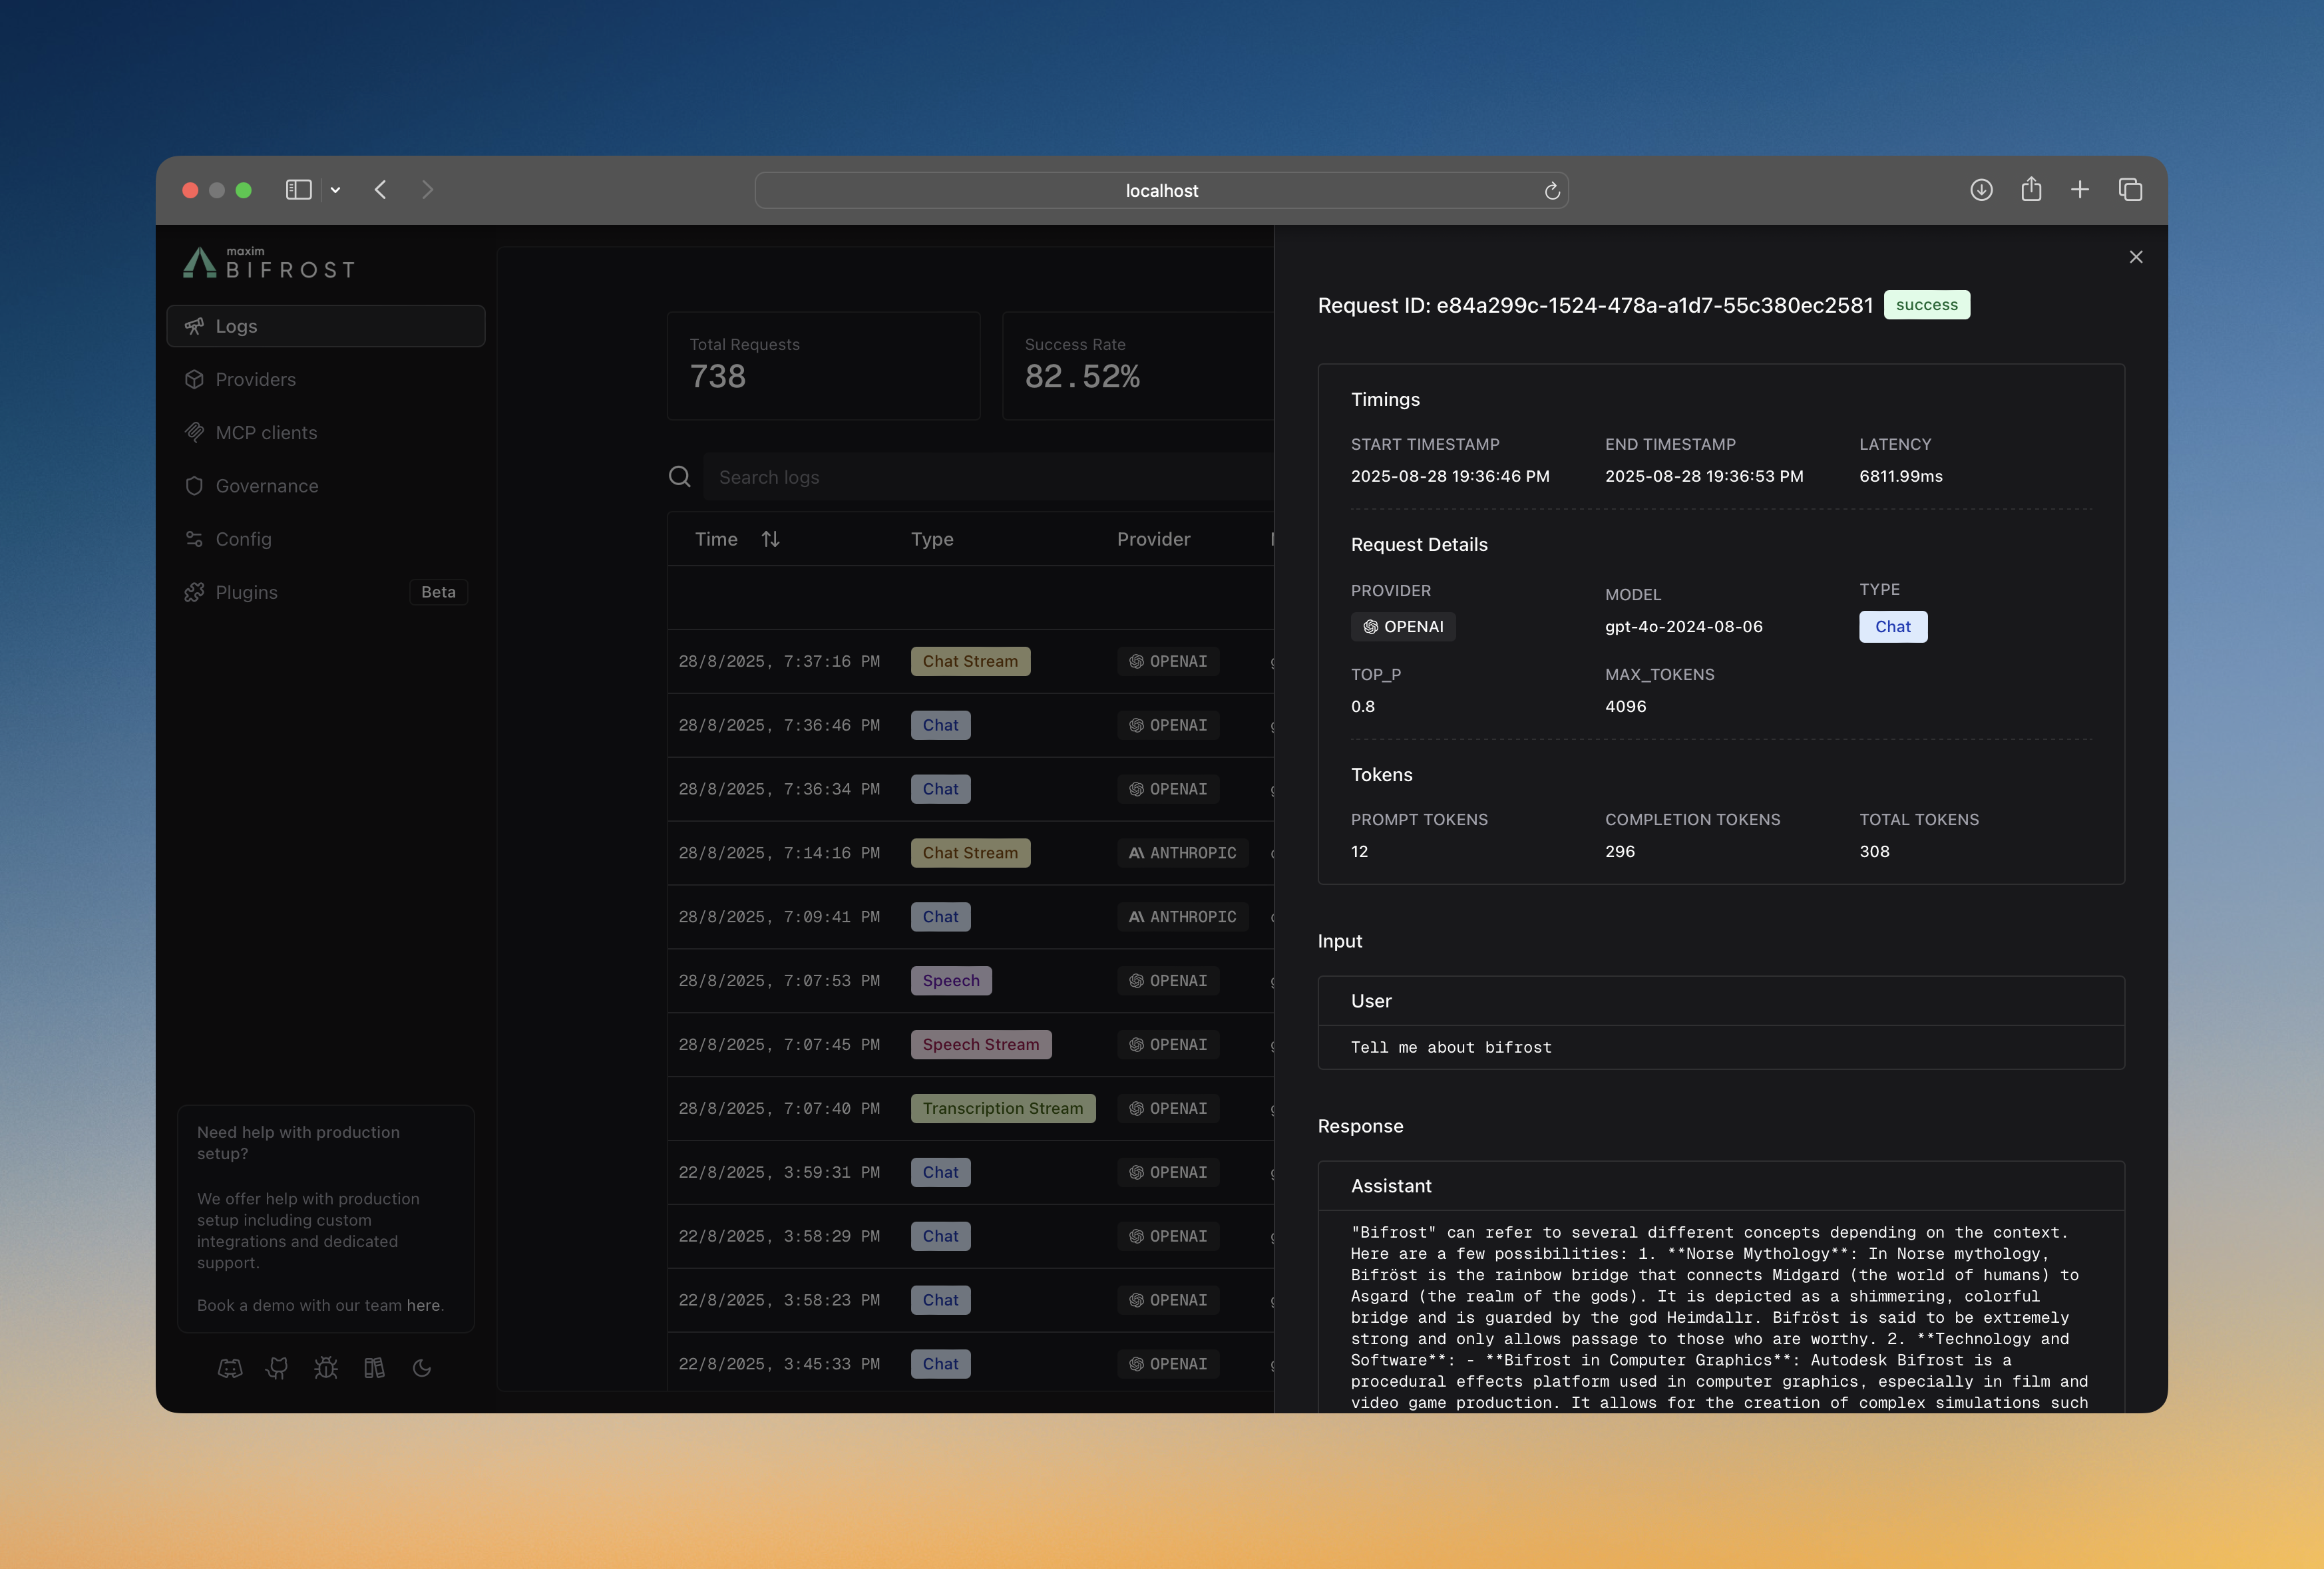 localhost
maxim
BIFROST
Logs
Providers
MCP clients
Governance
Config
Plugins
Beta
Need help with production
setup?
We offer help with production
setup including custom
integrations and dedicated
support.
Book a demo with our team here.
Total Requests
738
Success Rate
82.52%
Search logs
Time Type Provider
28/8/2025, 7:37:16 PM Chat Stream OPENAI
28/8/2025, 7:36:46 PM Chat OPENAI
28/8/2025, 7:36:34 PM Chat OPENAI
28/8/2025, 7:14:16 PM Chat Stream ANTHROPIC
28/8/2025, 7:09:41 PM Chat ANTHROPIC
28/8/2025, 7:07:53 PM Speech OPENAI
28/8/2025, 7:07:45 PM Speech Stream OPENAI
28/8/2025, 7:07:40 PM Transcription Stream OPENAI
22/8/2025, 3:59:31 PM Chat OPENAI
22/8/2025, 3:58:29 PM Chat OPENAI
22/8/2025, 3:58:23 PM Chat OPENAI
22/8/2025, 3:45:33 PM Chat OPENAI
Request ID: e84a299c-1524-478a-a1d7-55c380ec2581 success
Timings
START TIMESTAMP END TIMESTAMP LATENCY
2025-08-28 19:36:46 PM 2025-08-28 19:36:53 PM 6811.99ms
Request Details
PROVIDER MODEL TYPE
OPENAI gpt-4o-2024-08-06 Chat
TOP_P MAX_TOKENS
0.8 4096
Tokens
PROMPT TOKENS COMPLETION TOKENS TOTAL TOKENS
12 296 308
Input
User
Tell me about bifrost
Response
Assistant
"Bifrost" can refer to several different concepts depending on the context.
Here are a few possibilities: 1. **Norse Mythology**: In Norse mythology,
Bifröst is the rainbow bridge that connects Midgard (the world of humans) to
Asgard (the realm of the gods). It is depicted as a shimmering, colorful
bridge and is guarded by the god Heimdallr. Bifröst is said to be extremely
strong and only allows passage to those who are worthy. 2. **Technology and
Software**: - **Bifrost in Computer Graphics**: Autodesk Bifrost is a
procedural effects platform used in computer graphics, especially in film and
video game production. It allows for the creation of complex simulations such